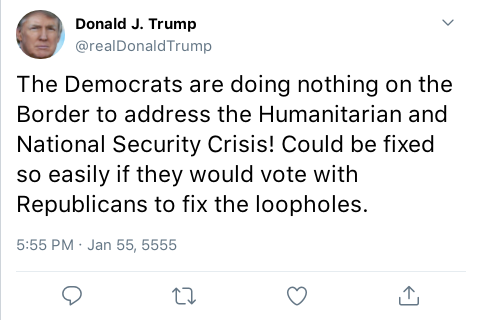 Donald J. Trump
@realDonaldTrump
The Democrats are doing nothing on the
Border to address the Humanitarian and
National Security Crisis! Could be fixed
so easily if they would vote with
Republicans to fix the loopholes.
5:55 PM · Jan 55, 5555